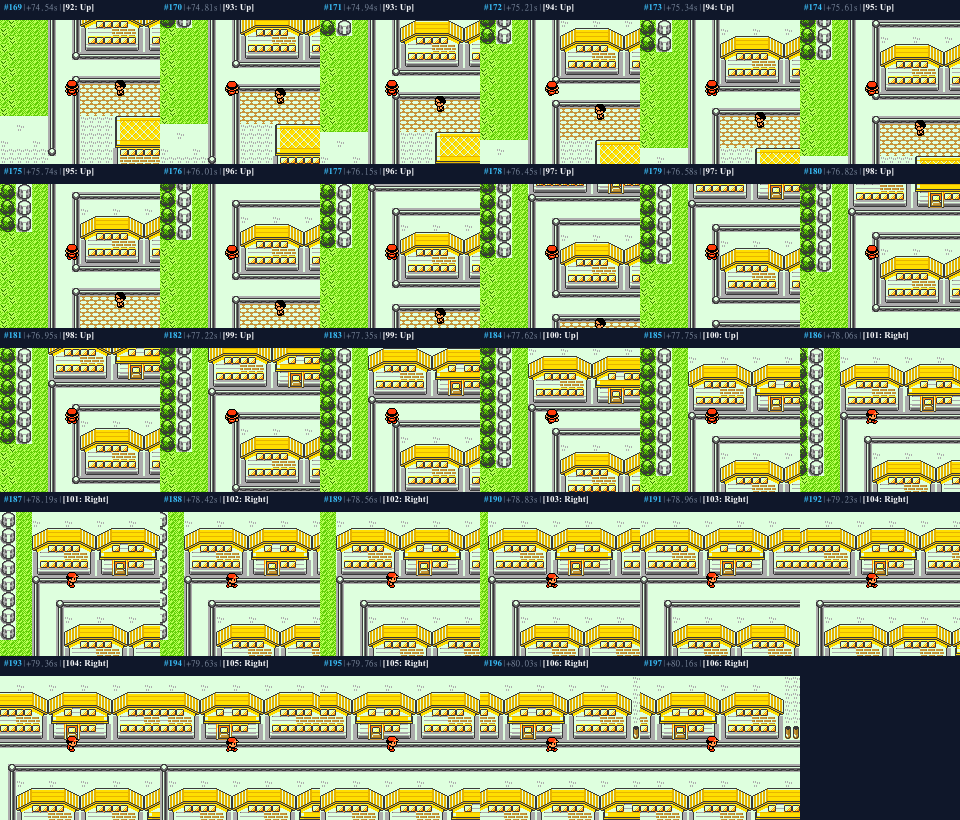 #169|+74.54s|[92: Up] #170|+74.81s|[93: Up] #171|+74.94s|[93: Up] #172|+75.21s|[94: Up] #173|+75.34s|[94: Up] #174|+75.61s|[95: Up]
#175|+75.74s|[95: Up] #176|+76.01s|[96: Up] #177|+76.15s|[96: Up] #178|+76.45s|[97: Up] #179|+76.58s|[97: Up] #180|+76.82s|[98: Up]
#181|+76.95s|[98: Up] #182|+77.22s|[99: Up] #183|+77.35s|[99: Up] #184|+77.62s|[100: Up] #185|+77.75s|[100: Up] #186|+78.06s|[101: Right]
#187|+78.19s|[101: Right] #188|+78.42s|[102: Right] #189|+78.56s|[102: Right] #190|+78.83s|[103: Right] #191|+78.96s|[103: Right] #192|+79.23s|[104: Right]
#193|+79.36s|[104: Right] #194|+79.63s|[105: Right] #195|+79.76s|[105: Right] #196|+80.03s|[106: Right] #197|+80.16s|[106: Right]